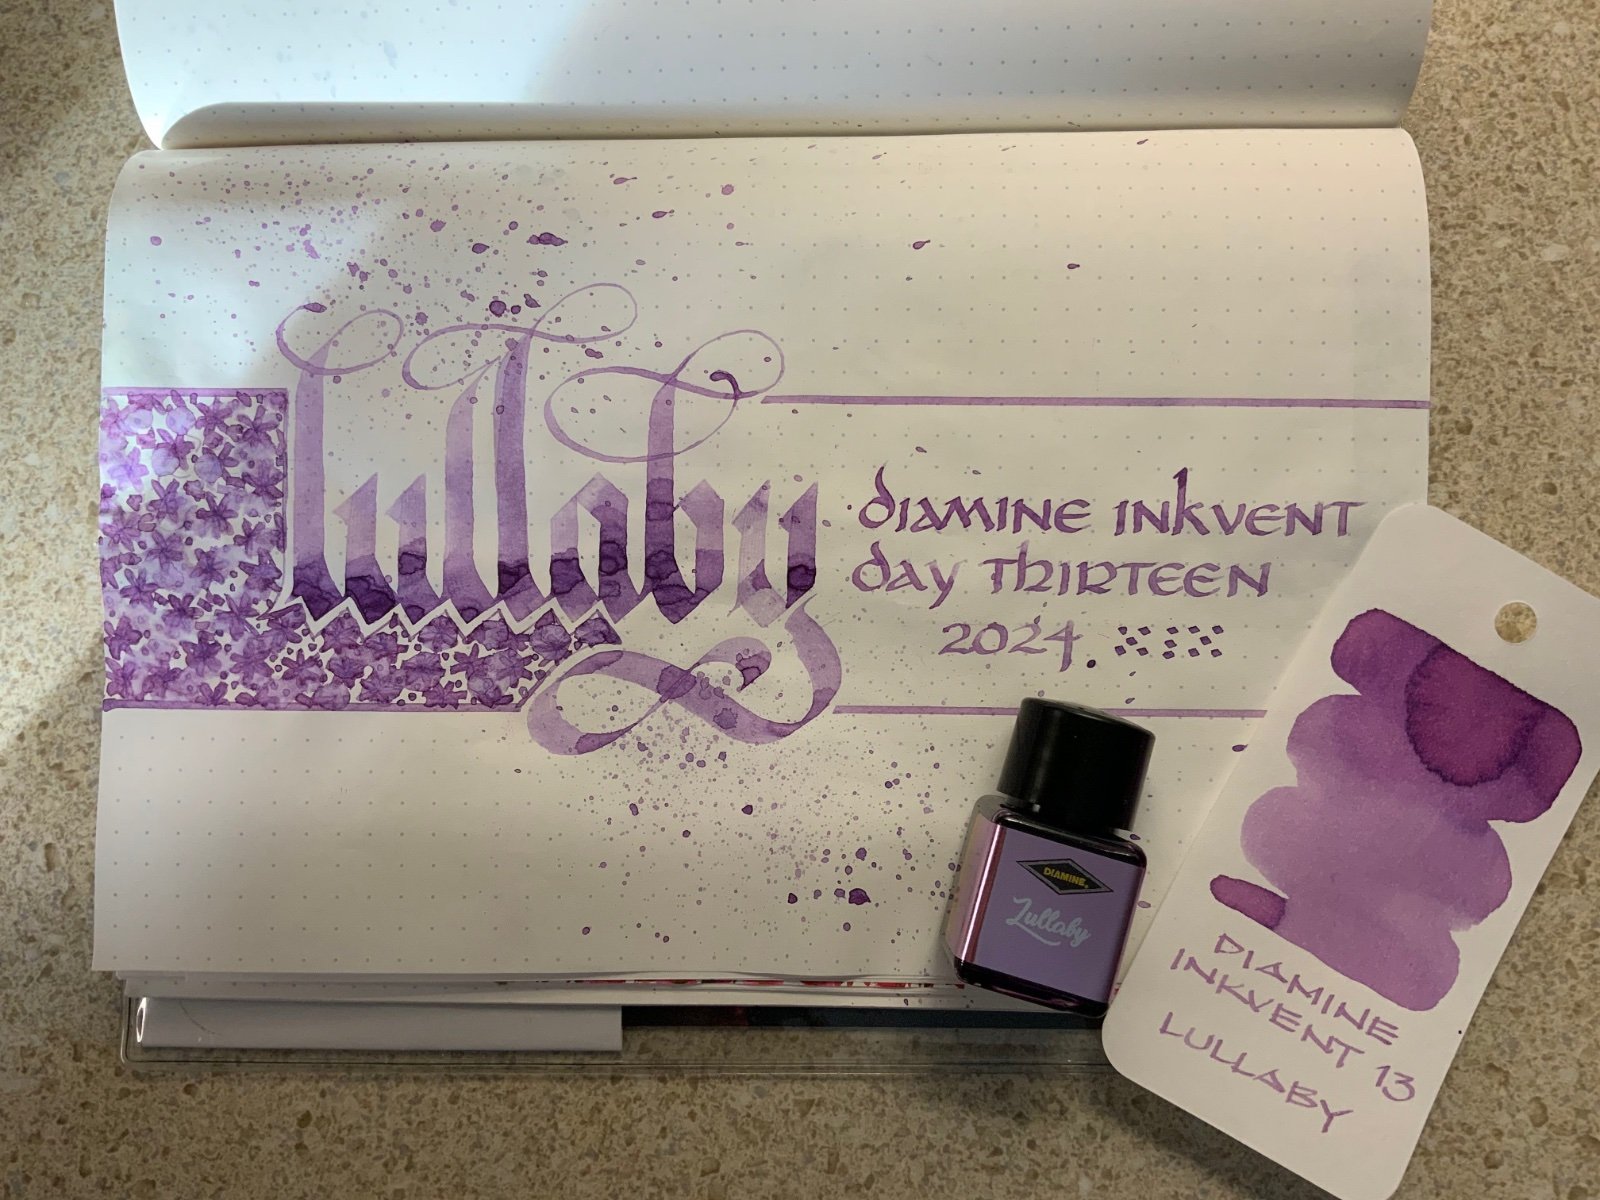 lullaby
diamine inkvent
day thirteen
2024.
DIAMINE
Lullaby
DIAMINE
INKVENT 13
LULLABY